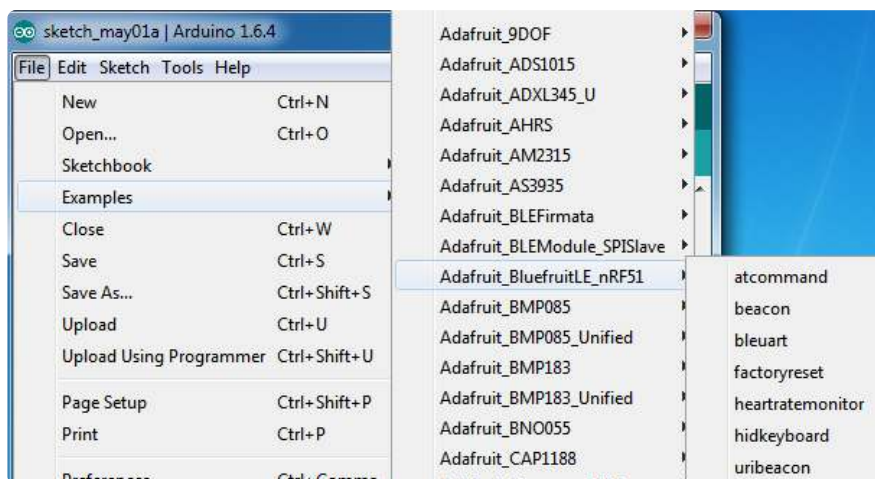 sketch_may01a | Arduino 1.6.4
File Edit Sketch Tools Help
New Ctrl+N
Open... Ctrl+O
Sketchbook
Examples
Close Ctrl+W
Save Ctrl+S
Save As... Ctrl+Shift+S
Upload Ctrl+U
Upload Using Programmer Ctrl+Shift+U
Page Setup Ctrl+Shift+P
Print Ctrl+P
Adafruit_9DOF
Adafruit_ADS1015
Adafruit_ADXL345_U
Adafruit_AHRS
Adafruit_AM2315
Adafruit_AS3935
Adafruit_BLEFirmata
Adafruit_BLEModule_SPISlave
Adafruit_BluefruitLE_nRF51
Adafruit_BMP085
Adafruit_BMP085_Unified
Adafruit_BMP183
Adafruit_BMP183_Unified
Adafruit_BNO055
Adafruit_CAP1188
atcommand
beacon
bleuart
factoryreset
heartratemonitor
hidkeyboard
uribeacon